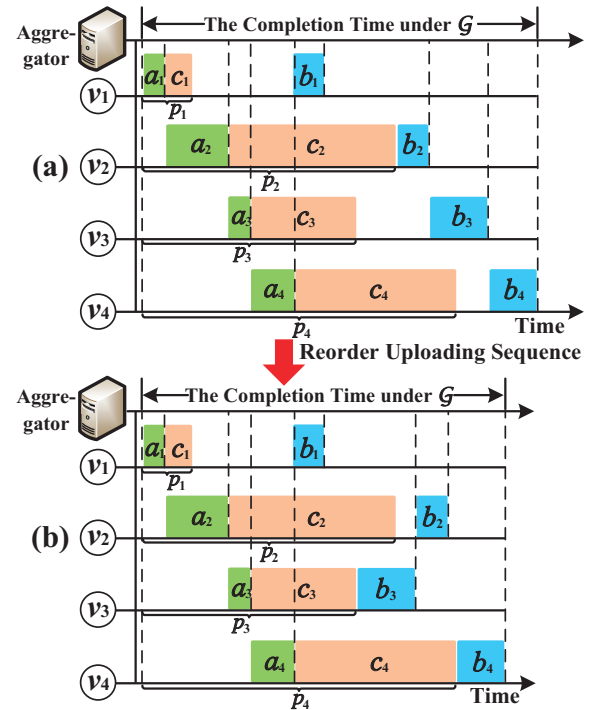 The Completion Time under 𝒢
Aggre-
gator
a₁ c₁ b₁
v₁
p₁
a₂ c₂ b₂
(a) v₂
p₂
a₃ c₃ b₃
v₃
p₃
a₄ c₄ b₄
v₄
p₄ Time
Reorder Uploading Sequence
The Completion Time under 𝒢
Aggre-
gator
a₁ c₁ b₁
v₁
p₁
a₂ c₂ b₂
(b) v₂
p₂
a₃ c₃ b₃
v₃
p₃
a₄ c₄ b₄
v₄
p₄ Time